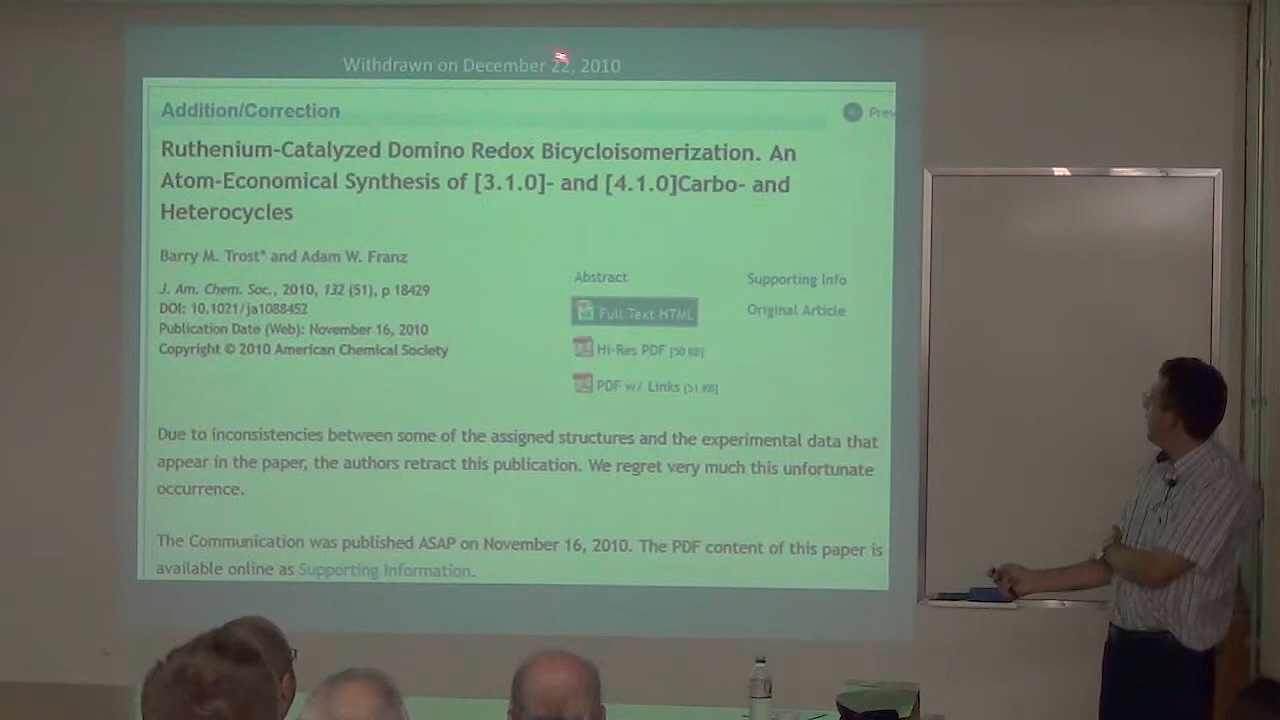 Withdrawn on December 22, 2010
Addition/Correction
Prev
Ruthenium-Catalyzed Domino Redox Bicycloisomerization. An
Atom-Economical Synthesis of [3.1.0]- and [4.1.0]Carbo- and
Heterocycles
Barry M. Trost* and Adam W. Franz
J. Am. Chem. Soc., 2010, 132 (51), p 18429
DOI: 10.1021/ja1088452
Publication Date (Web): November 16, 2010
Copyright © 2010 American Chemical Society
Abstract
Full Text HTML
Hi-Res PDF [50 KB]
PDF w/ Links [51 KB]
Supporting Info
Original Article
Due to inconsistencies between some of the assigned structures and the experimental data that
appear in the paper, the authors retract this publication. We regret very much this unfortunate
occurrence.
The Communication was published ASAP on November 16, 2010. The PDF content of this paper is
available online as Supporting Information.